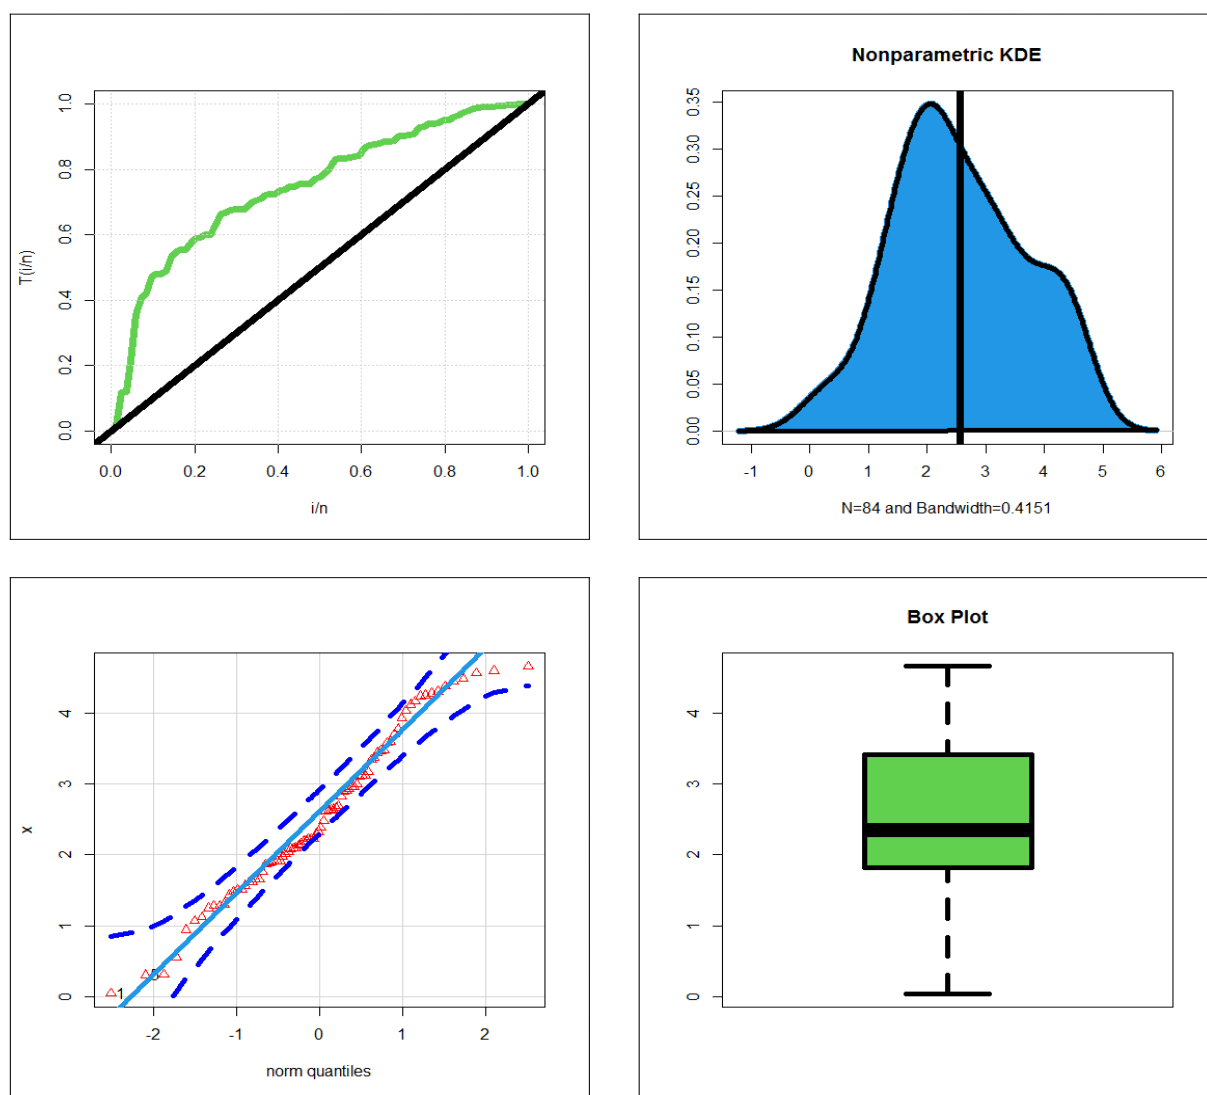 T(i/n)
1.0
0.8
0.6
0.4
0.2
0.0
0.0 0.2 0.4 0.6 0.8 1.0
i/n
Nonparametric KDE
0.35
0.30
0.25
0.20
0.15
0.10
0.05
0.00
-1 0 1 2 3 4 5 6
N=84 and Bandwidth=0.4151
x
4
3
2
1
0
1
-2 -1 0 1 2
norm quantiles
Box Plot
4
3
2
1
0